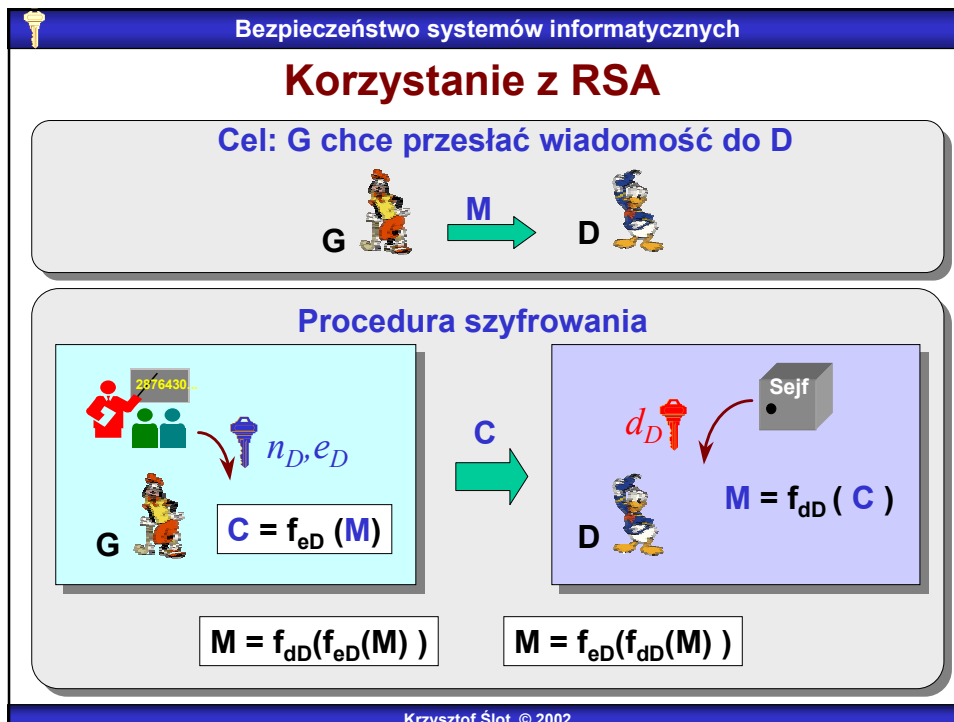 Bezpieczeństwo systemów informatycznych
Korzystanie z RSA
Cel: G chce przesłać wiadomość do D
G
M
D
Procedura szyfrowania
2876430...
n_D,e_D
G
C = f_eD (M)
C
Sejf
d_D
D
M = f_dD ( C )
M = f_dD(f_eD(M) )
M = f_eD(f_dD(M) )
Krzysztof Ślot © 2002